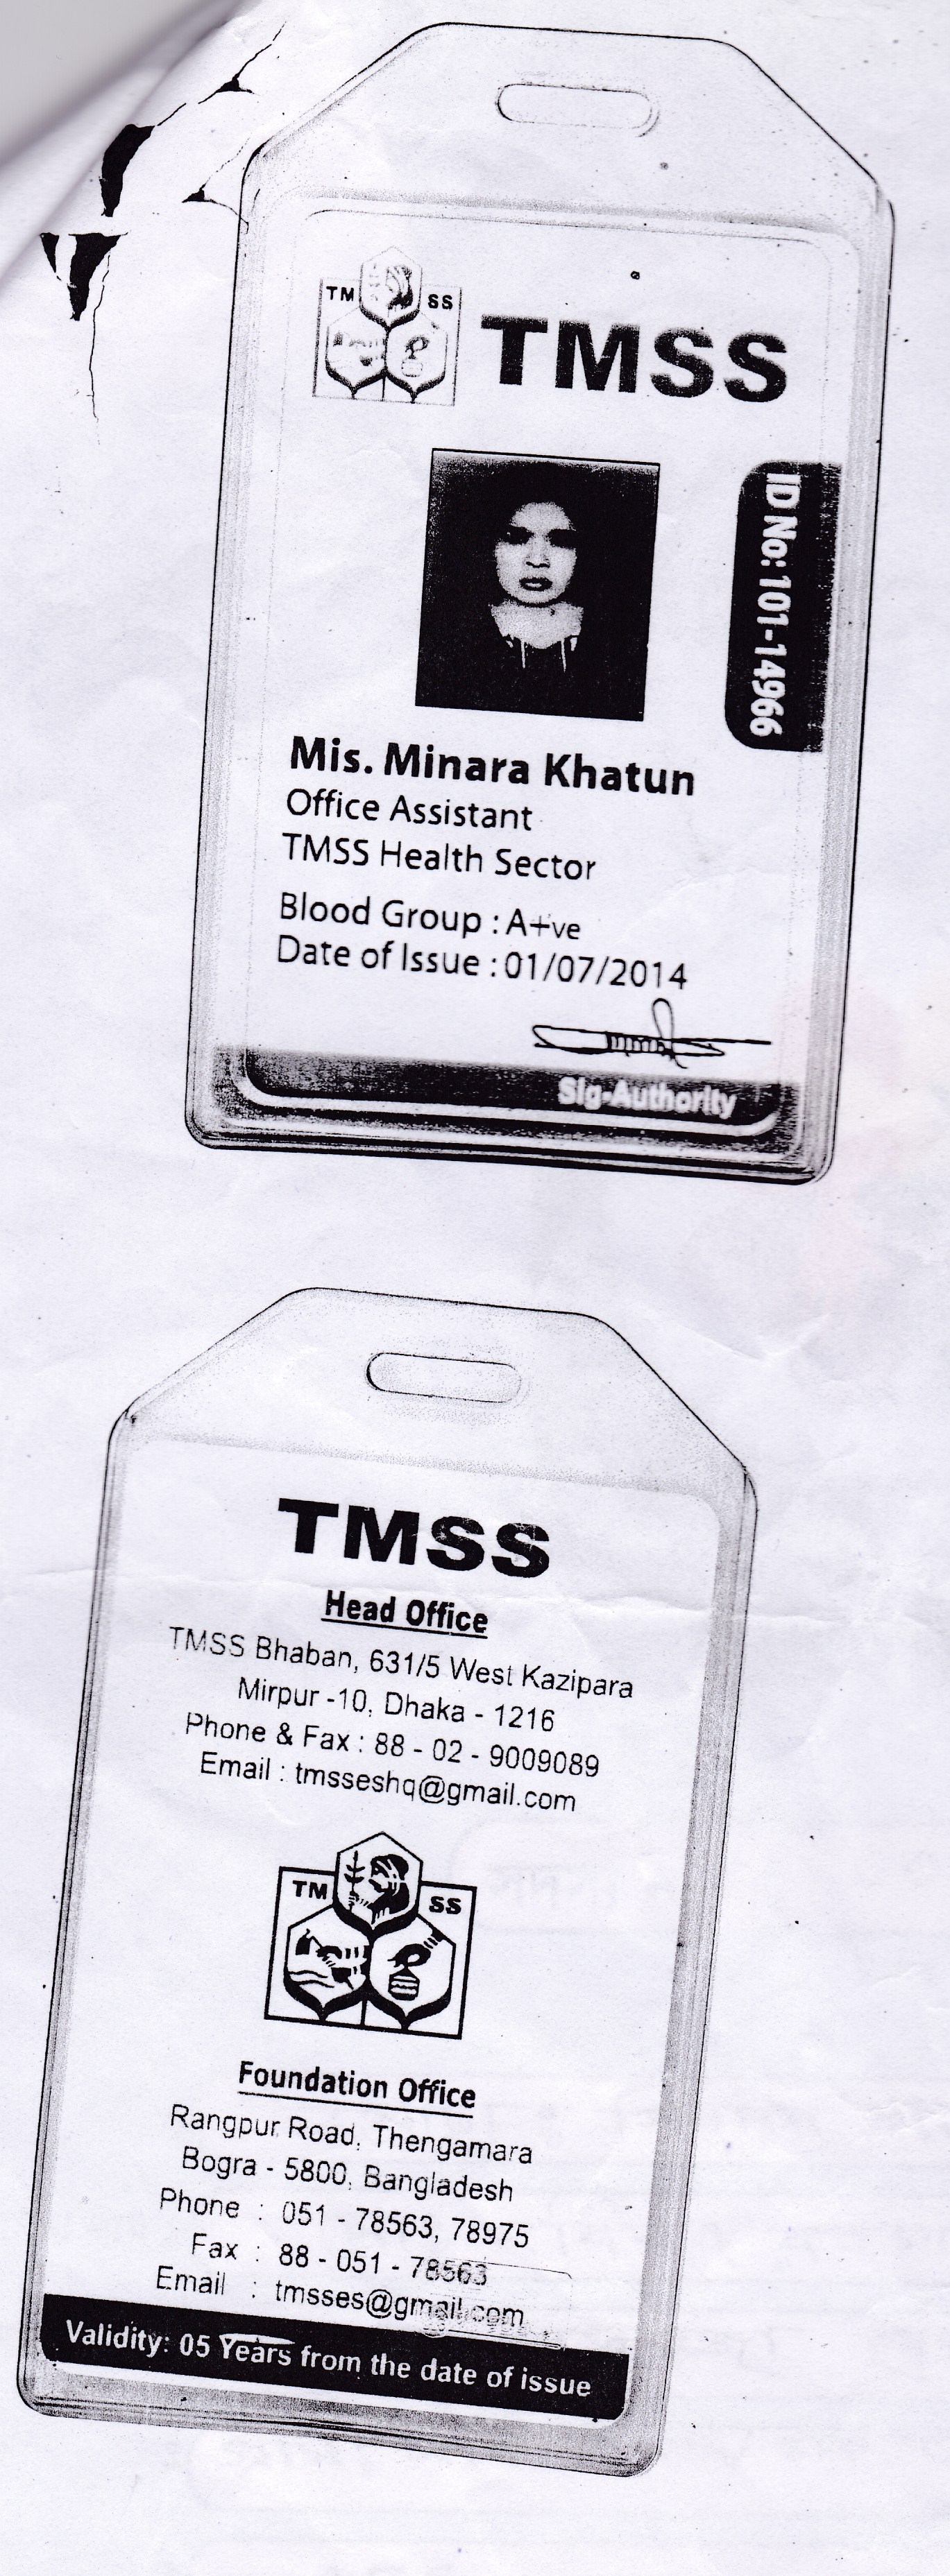 TM SS
TMSS
ID No: 101-14966
Mis. Minara Khatun
Office Assistant
TMSS Health Sector
Blood Group : A+ve
Date of Issue : 01/07/2014
Sig-Authority
TMSS
Head Office
TMSS Bhaban, 631/5 West Kazipara
Mirpur -10, Dhaka - 1216
Phone & Fax : 88 - 02 - 9009089
Email : tmsseshq@gmail.com
TM SS
Foundation Office
Rangpur Road, Thengamara
Bogra - 5800, Bangladesh
Phone : 051 - 78563, 78975
Fax : 88 - 051 - 78563
Email : tmsses@gmail.com
Validity: 05 Years from the date of issue